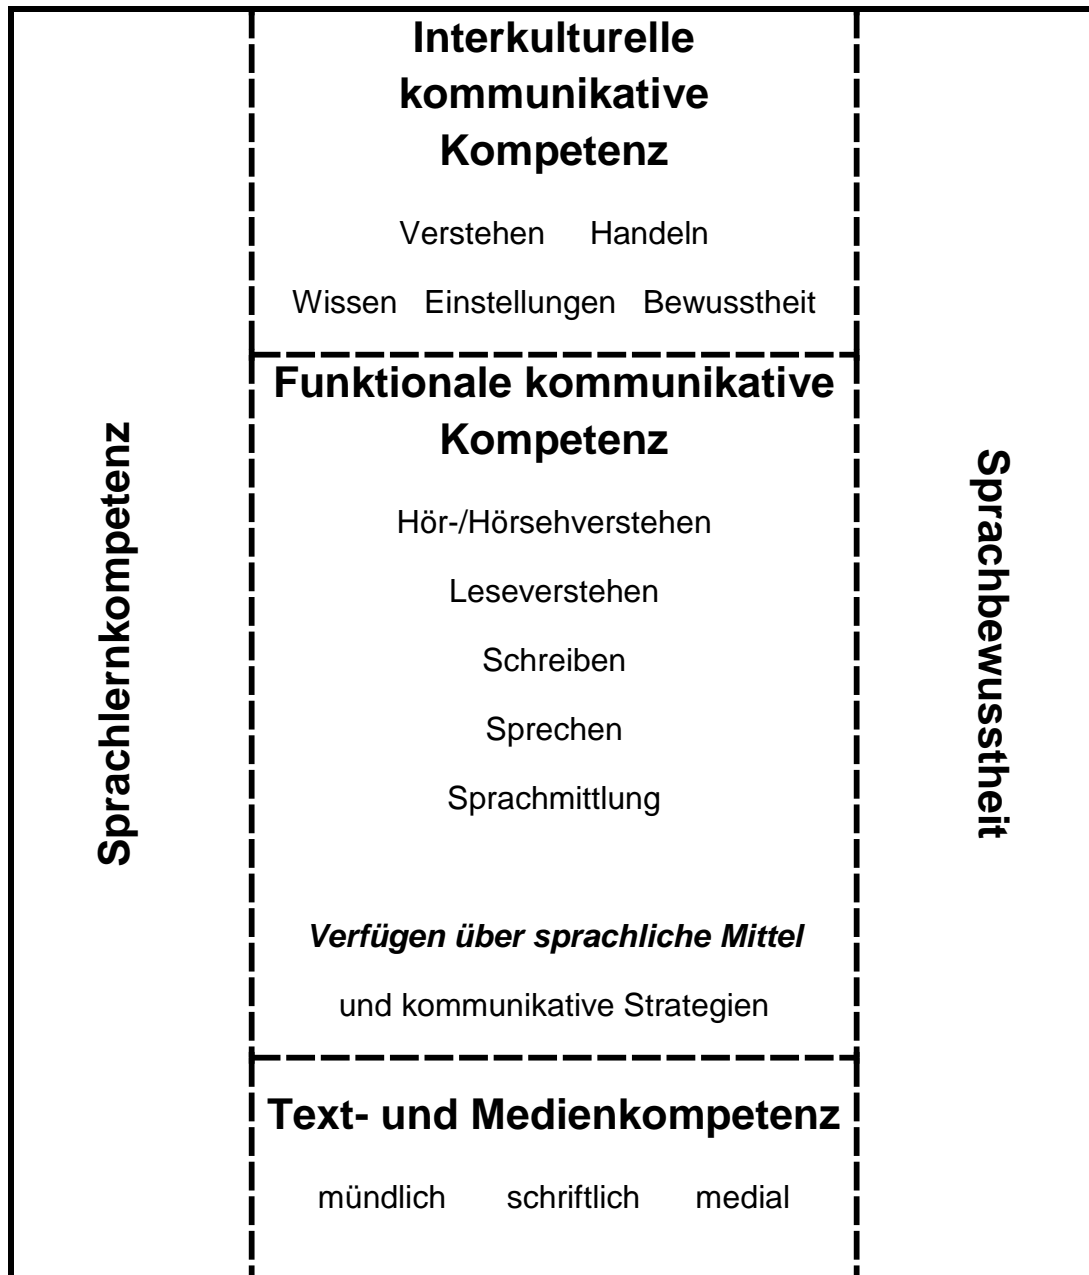 Interkulturelle
kommunikative
Kompetenz
Verstehen Handeln
Wissen Einstellungen Bewusstheit
Funktionale kommunikative
Kompetenz
Hör-/Hörsehverstehen
Leseverstehen
Schreiben
Sprechen
Sprachmittlung
Verfügen über sprachliche Mittel
und kommunikative Strategien
Text- und Medienkompetenz
mündlich schriftlich medial
Sprachlernkompetenz
Sprachbewusstheit